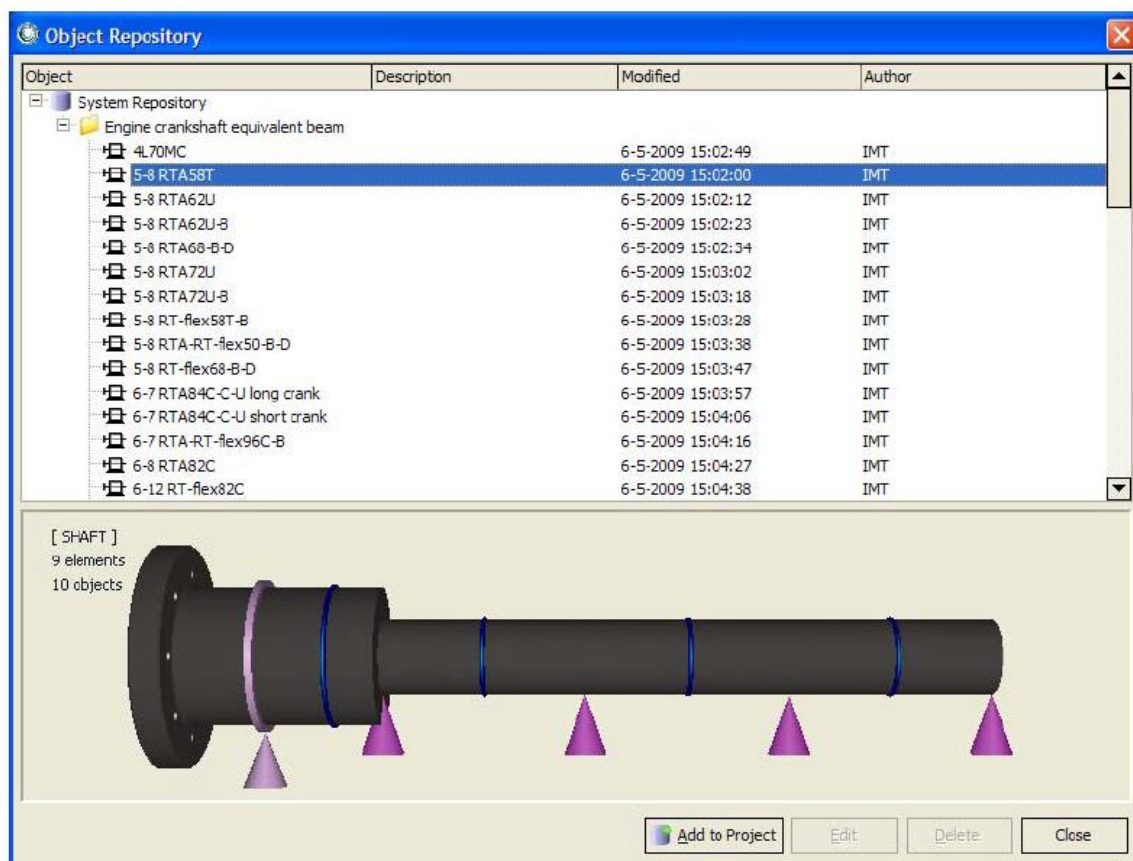 Object Repository
Object Description Modified Author
System Repository
Engine crankshaft equivalent beam
4L70MC 6-5-2009 15:02:49 IMT
5-8 RTA58T 6-5-2009 15:02:00 IMT
5-8 RTA62U 6-5-2009 15:02:12 IMT
5-8 RTA62U-B 6-5-2009 15:02:23 IMT
5-8 RTA68-B-D 6-5-2009 15:02:34 IMT
5-8 RTA72U 6-5-2009 15:03:02 IMT
5-8 RTA72U-B 6-5-2009 15:03:18 IMT
5-8 RT-flex58T-B 6-5-2009 15:03:28 IMT
5-8 RTA-RT-flex50-B-D 6-5-2009 15:03:38 IMT
5-8 RT-flex68-B-D 6-5-2009 15:03:47 IMT
6-7 RTA84C-C-U long crank 6-5-2009 15:03:57 IMT
6-7 RTA84C-C-U short crank 6-5-2009 15:04:06 IMT
6-7 RTA-RT-flex96C-B 6-5-2009 15:04:16 IMT
6-8 RTA82C 6-5-2009 15:04:27 IMT
6-12 RT-flex82C 6-5-2009 15:04:38 IMT
[ SHAFT ]
9 elements
10 objects
Add to Project Edit Delete Close